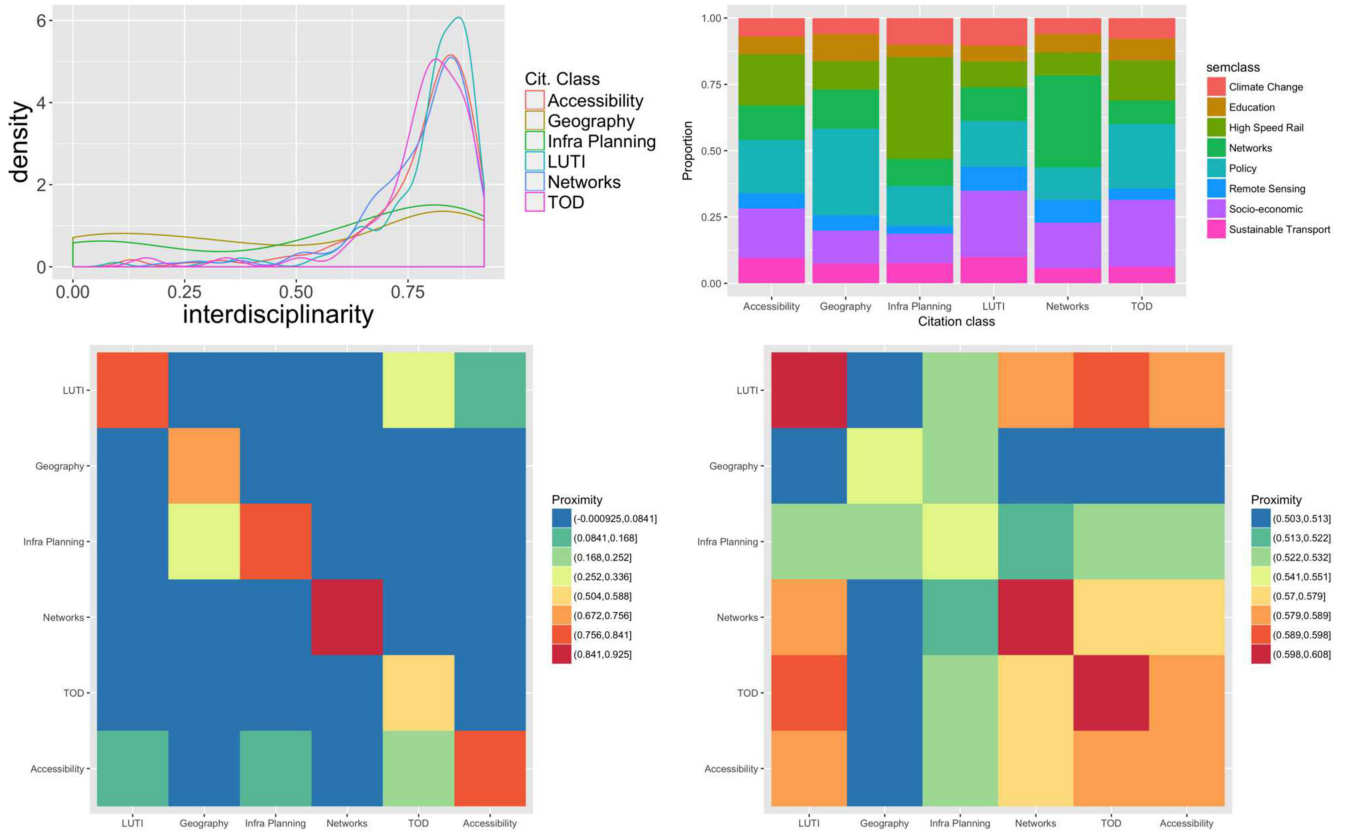 6
4
2
0
density
0.00
0.25
0.50
0.75
interdisciplinarity
Cit. Class
Accessibility
Geography
Infra Planning
LUTI
Networks
TOD
1.00
0.75
0.50
0.25
0.00
Proportion
Accessibility
Geography
Infra Planning
LUTI
Networks
TOD
Citation class
semclass
Climate Change
Education
High Speed Rail
Networks
Policy
Remote Sensing
Socio-economic
Sustainable Transport
LUTI
Geography
Infra Planning
Networks
TOD
Accessibility
LUTI
Geography
Infra Planning
Networks
TOD
Accessibility
Proximity
(-0.000925,0.0841]
(0.0841,0.168]
(0.168,0.252]
(0.252,0.336]
(0.504,0.588]
(0.672,0.756]
(0.756,0.841]
(0.841,0.925]
LUTI
Geography
Infra Planning
Networks
TOD
Accessibility
LUTI
Geography
Infra Planning
Networks
TOD
Accessibility
Proximity
(0.503,0.513]
(0.513,0.522]
(0.522,0.532]
(0.541,0.551]
(0.57,0.579]
(0.579,0.589]
(0.589,0.598]
(0.598,0.608]